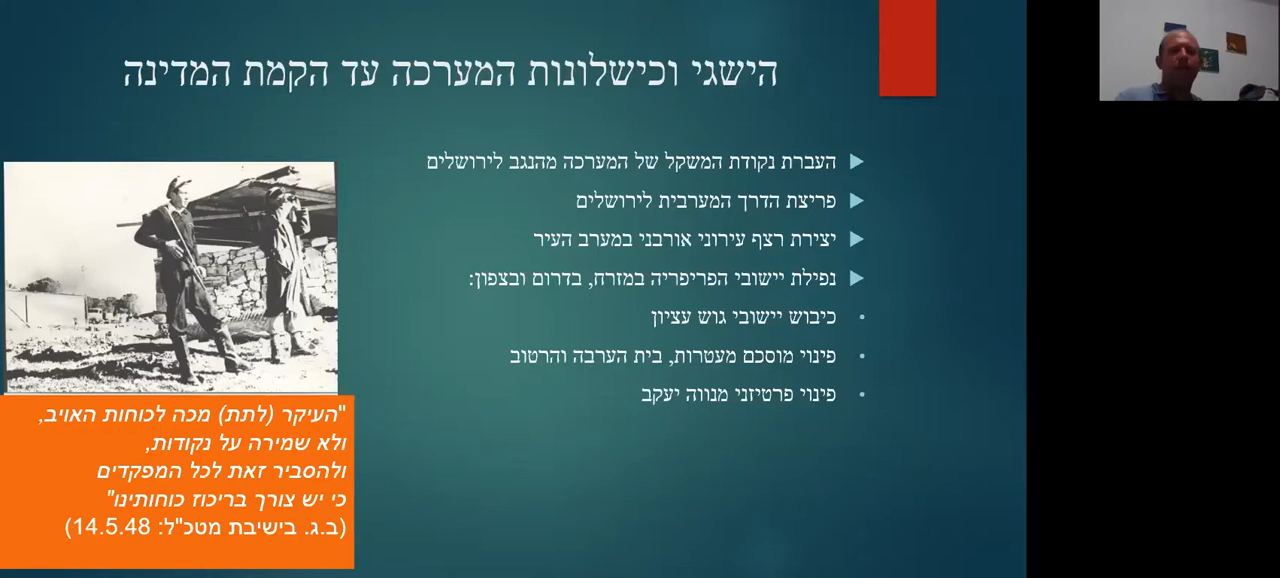 הישגי וכישלונות המערכה עד הקמת המדינה
העברת נקודת המשקל של המערכה מהנגב לירושלים
פריצת הדרך המערבית לירושלים
יצירת רצף עירוני אורבני במערב העיר
נפילת יישובי הפריפריה במזרח, בדרום ובצפון:
כיבוש יישובי גוש עציון
פינוי מוסכם מעטרות, בית הערבה והרטוב
פינוי פרטיזני מנווה יעקב
"העיקר (לתת) מכה לכוחות האויב,
ולא שמירה על נקודות,
ולהסביר זאת לכל המפקדים
כי יש צורך בריכוז כוחותינו"
(ב.ג. בישיבת מטכ"ל: 14.5.48)